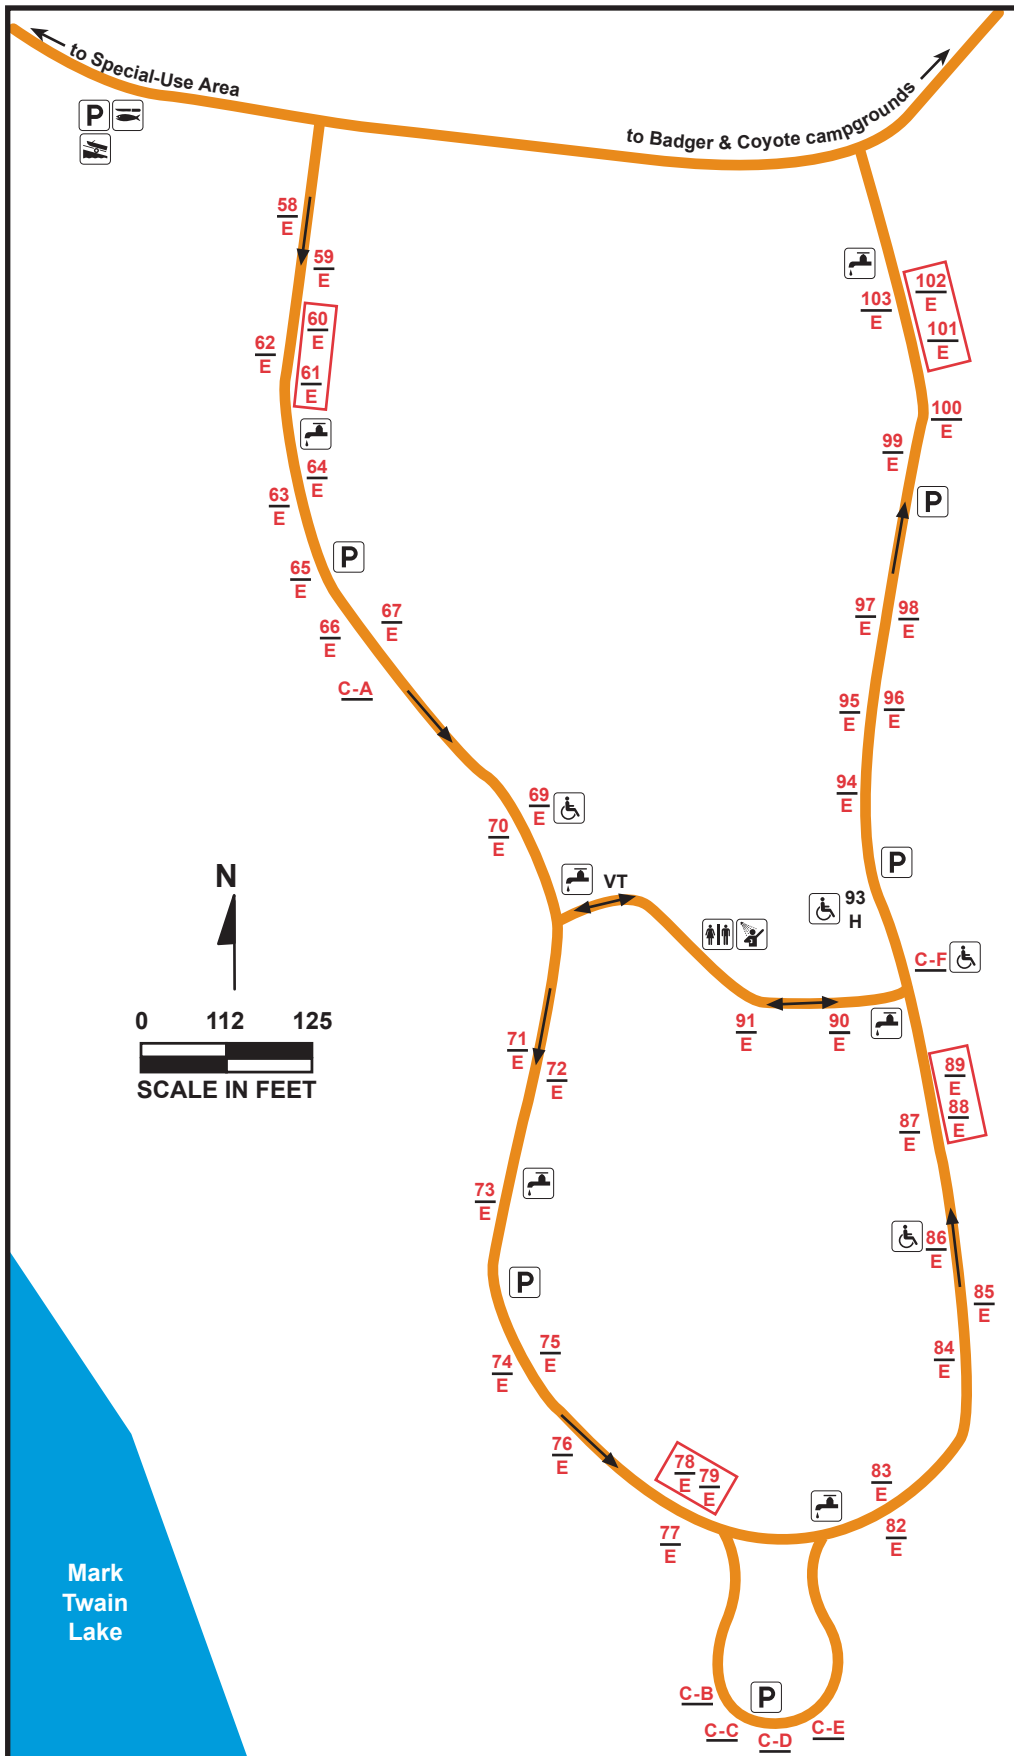 to Special-Use Area
P
to Badger & Coyote campgrounds
58
E
59
E
60
E
61
E
62
E
64
E
63
E
P
65
E
67
E
66
E
C-A
69
E
70
E
VT
71
E
72
E
73
E
P
75
E
74
E
76
E
78
E
79
E
77
E
83
E
82
E
C-B
P
C-C
C-D
C-E
84
E
85
E
86
E
87
E
88
E
89
E
90
E
91
E
C-F
93
H
P
94
E
95
E
96
E
97
E
98
E
P
99
E
100
E
101
E
102
E
103
E
N
0 112 125
SCALE IN FEET
Mark
Twain
Lake